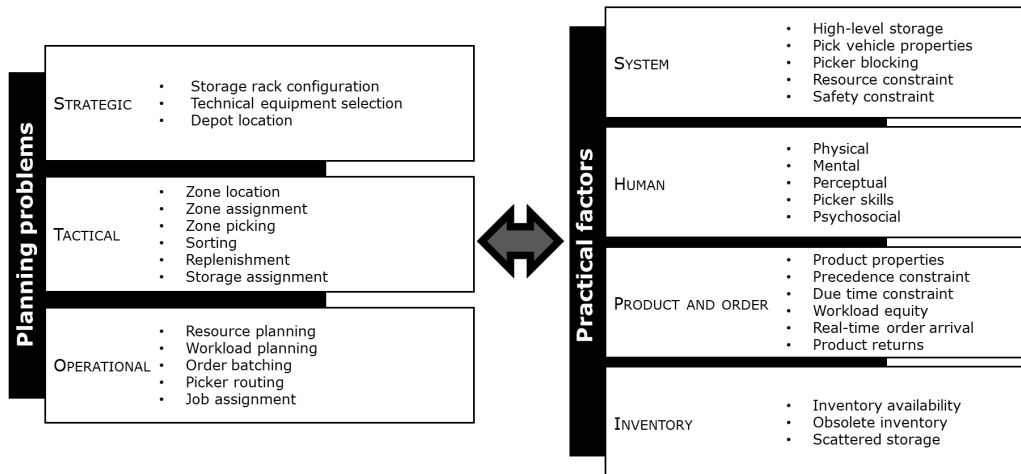 Planning problems
STRATEGIC
• Storage rack configuration
• Technical equipment selection
• Depot location
TACTICAL
• Zone location
• Zone assignment
• Zone picking
• Sorting
• Replenishment
• Storage assignment
OPERATIONAL
• Resource planning
• Workload planning
• Order batching
• Picker routing
• Job assignment
Practical factors
SYSTEM
• High-level storage
• Pick vehicle properties
• Picker blocking
• Resource constraint
• Safety constraint
HUMAN
• Physical
• Mental
• Perceptual
• Picker skills
• Psychosocial
PRODUCT AND ORDER
• Product properties
• Precedence constraint
• Due time constraint
• Workload equity
• Real-time order arrival
• Product returns
INVENTORY
• Inventory availability
• Obsolete inventory
• Scattered storage